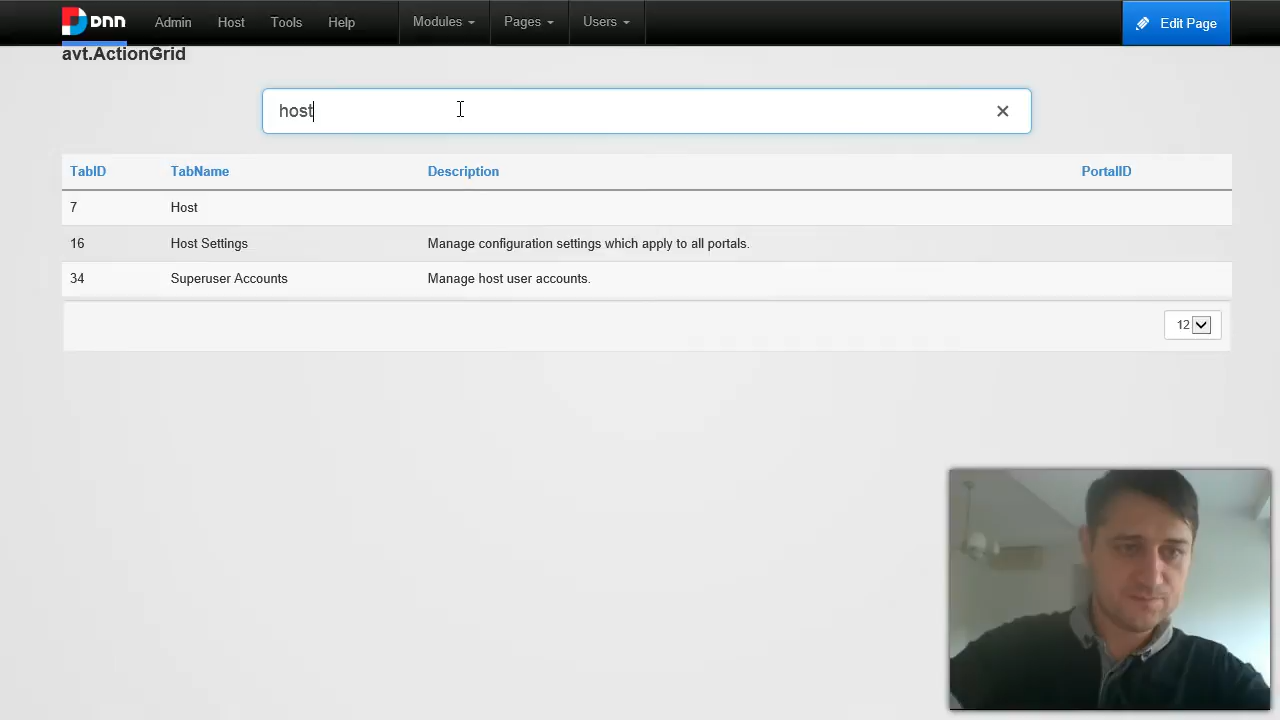 DNN Admin Host Tools Help Modules Pages Users Edit Page
avt.ActionGrid
host
TabID TabName Description PortalID
7 Host
16 Host Settings Manage configuration settings which apply to all portals.
34 Superuser Accounts Manage host user accounts.
12